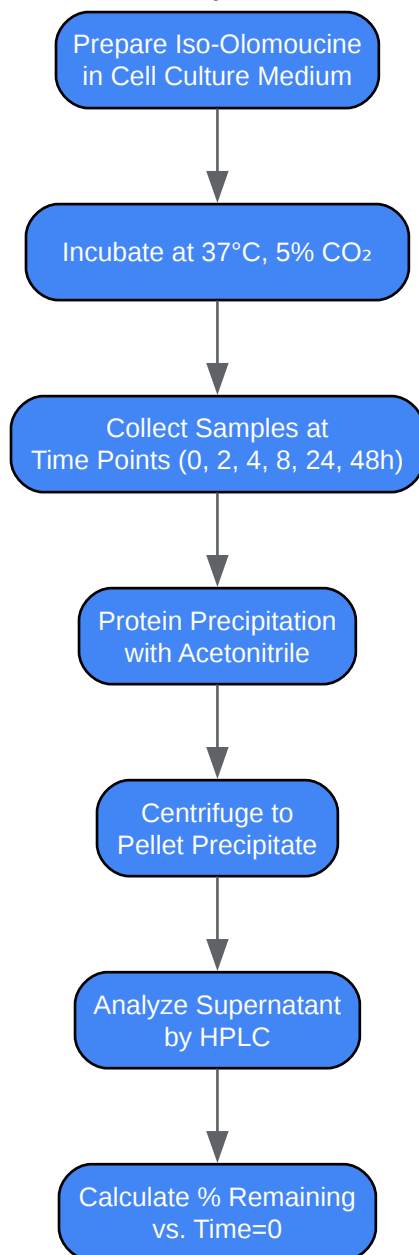 Prepare Iso-Olomoucine
in Cell Culture Medium
Incubate at 37°C, 5% CO₂
Collect Samples at
Time Points (0, 2, 4, 8, 24, 48h)
Protein Precipitation
with Acetonitrile
Centrifuge to
Pellet Precipitate
Analyze Supernatant
by HPLC
Calculate % Remaining
vs. Time=0